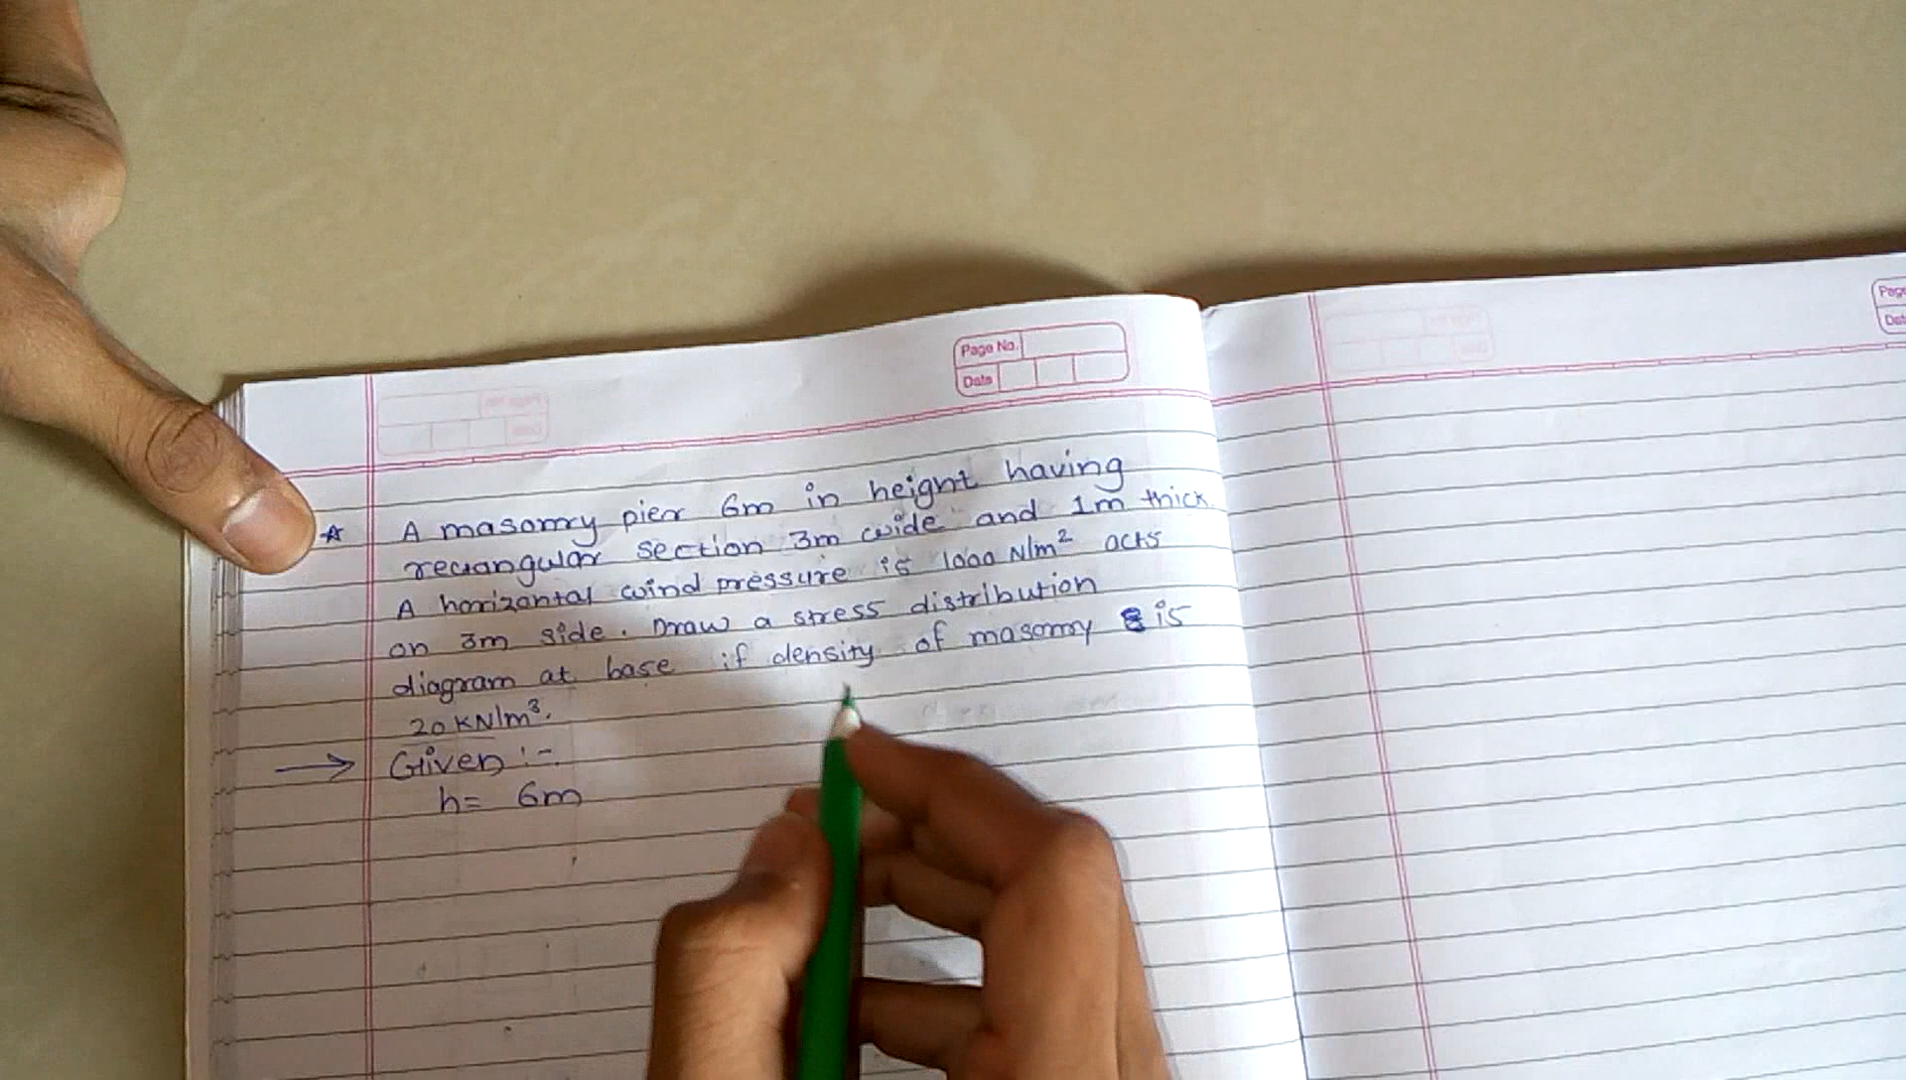 Page No.
Date
A masonry pier 6m in height having
rectangular section 3m wide and 1m thick.
A horizontal wind pressure is 1000 N/m² acts
on 3m side. Draw a stress distribution
diagram at base if density of masonry is
20 KN/m³.
→ Given :-
h= 6m
Page
Dat